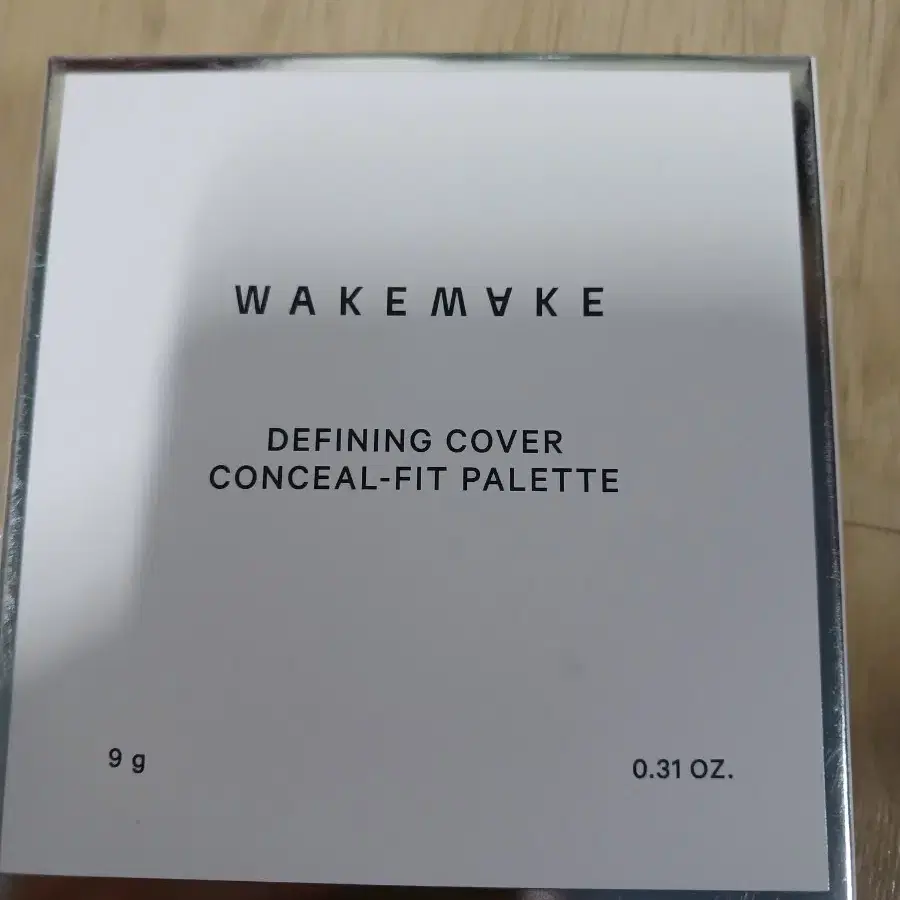 WAKEMAKE
DEFINING COVER
CONCEAL-FIT PALETTE
9 g
0.31 OZ.